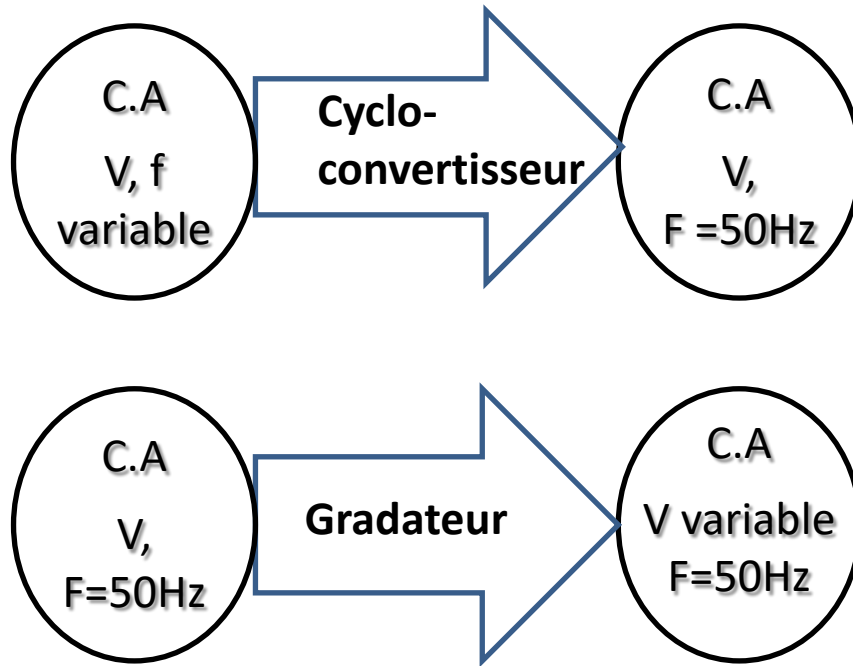 C.A
V, f
variable
Cyclo-
convertisseur
C.A
V,
F =50Hz
C.A
V,
F=50Hz
Gradateur
C.A
V variable
F=50Hz